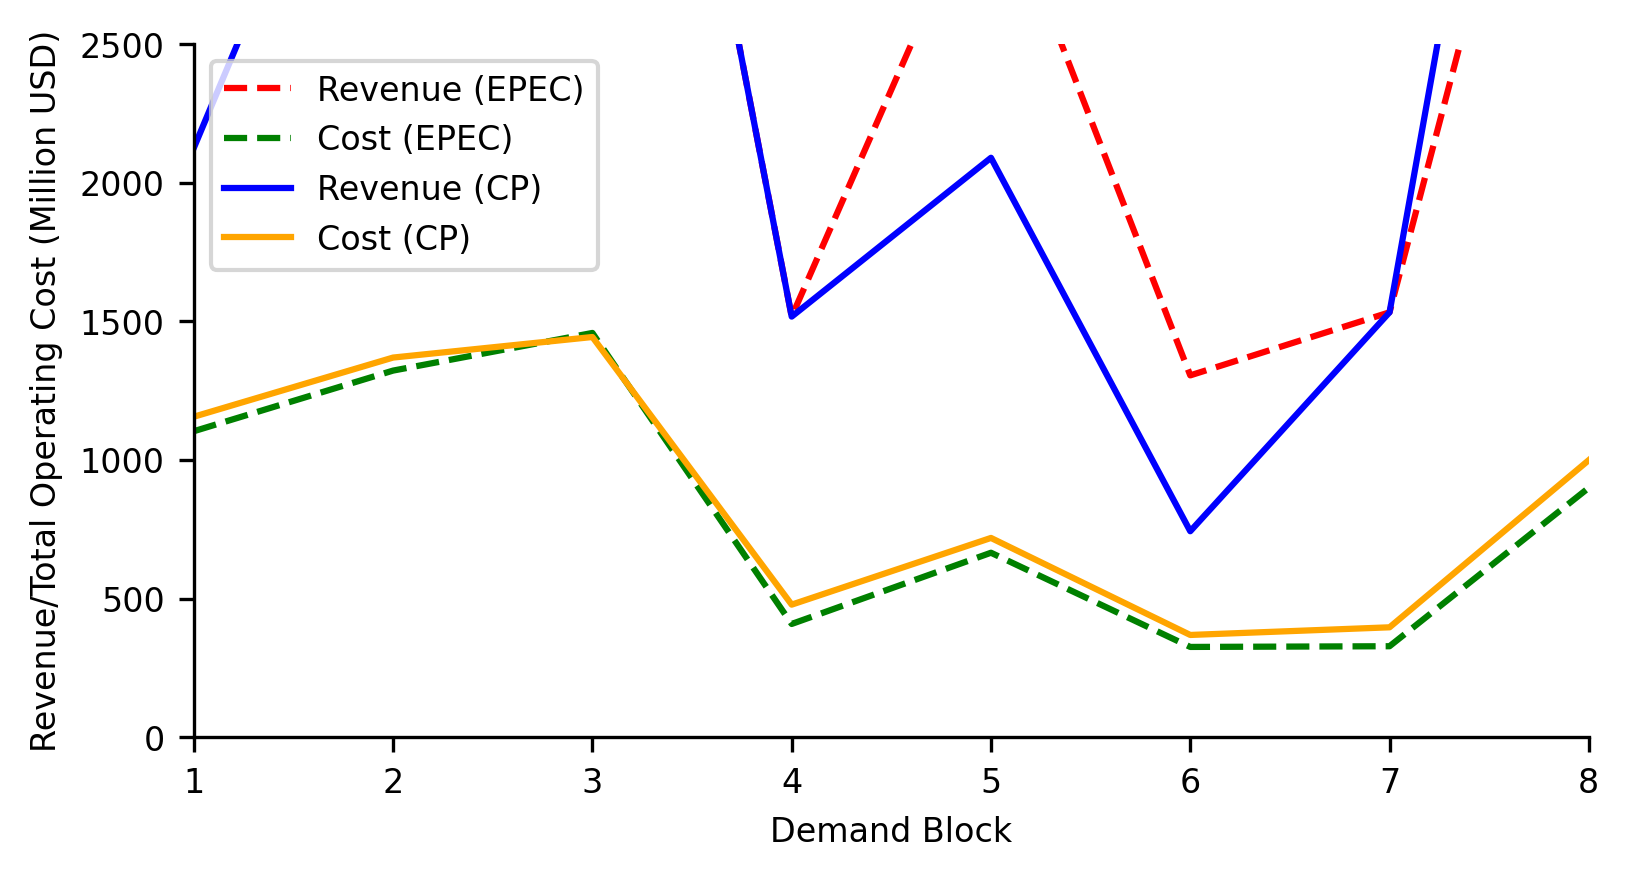 Revenue/Total Operating Cost (Million USD)
2500
2000
1500
1000
500
0
Revenue (EPEC)
Cost (EPEC)
Revenue (CP)
Cost (CP)
1 2 3 4 5 6 7 8
Demand Block